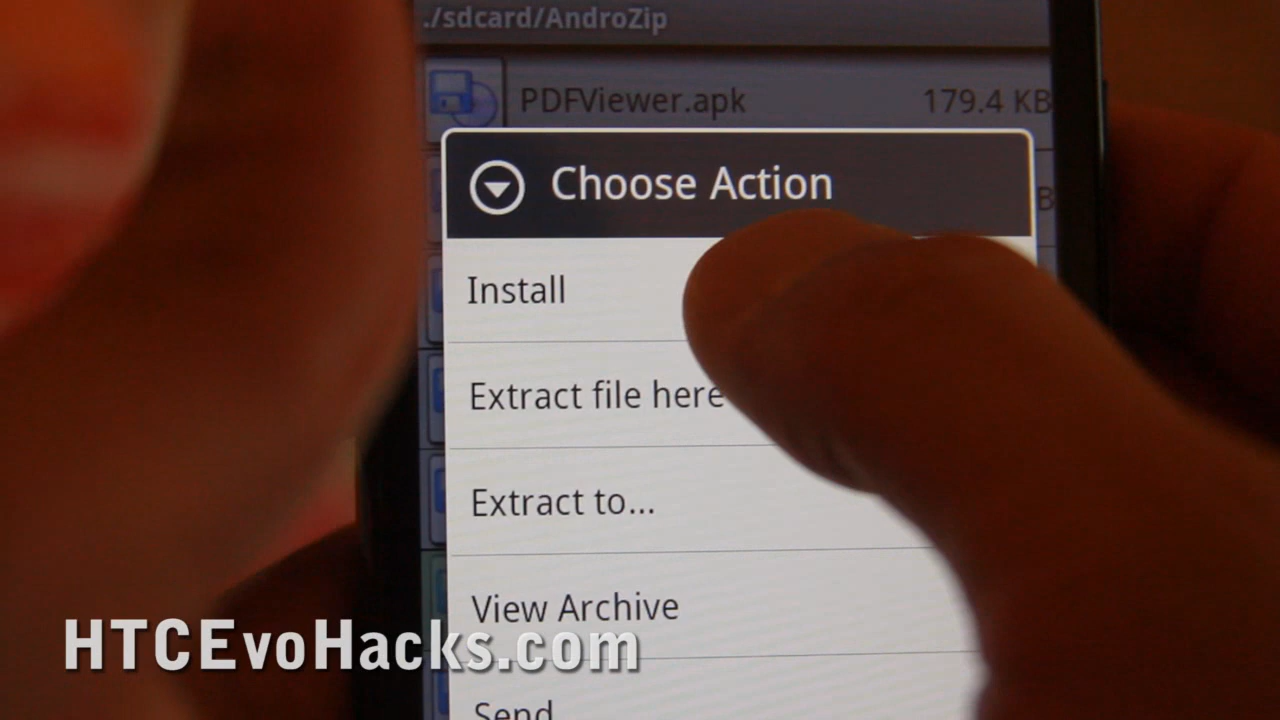 ./sdcard/AndroZip
PDFViewer.apk 179.4 KB
B
Choose Action
Install
Extract file here
Extract to...
View Archive
Send
HTCEvoHacks.com